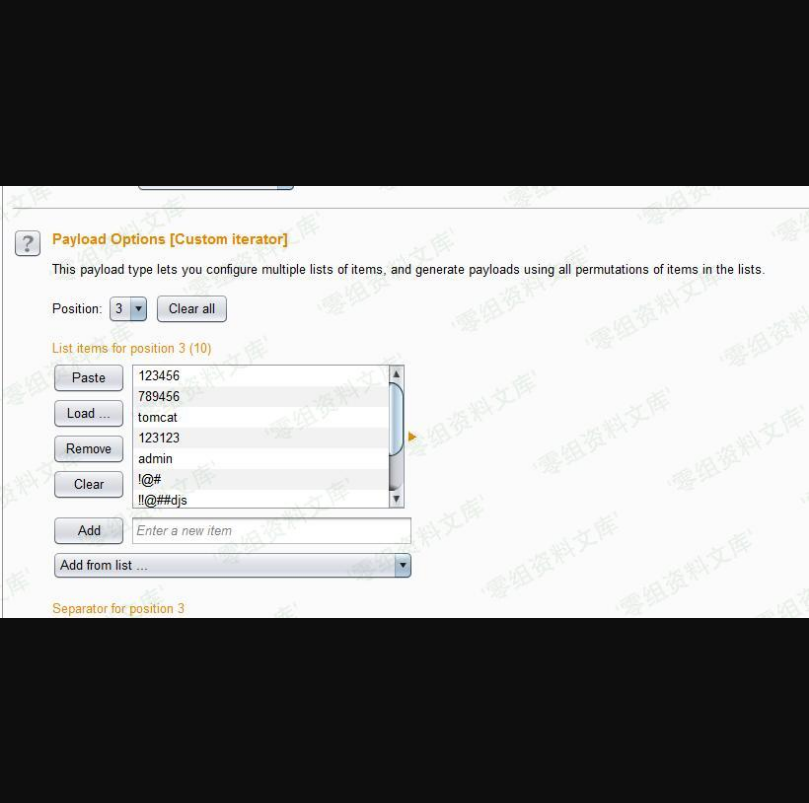 Payload Options [Custom iterator]
This payload type lets you configure multiple lists of items, and generate payloads using all permutations of items in the lists.
Position: 3 Clear all
List items for position 3 (10)
Paste 123456
789456
Load ... tomcat
123123
Remove admin
Clear !@#
!!@##djs
Add Enter a new item
Add from list ...
Separator for position 3
零组资料文库